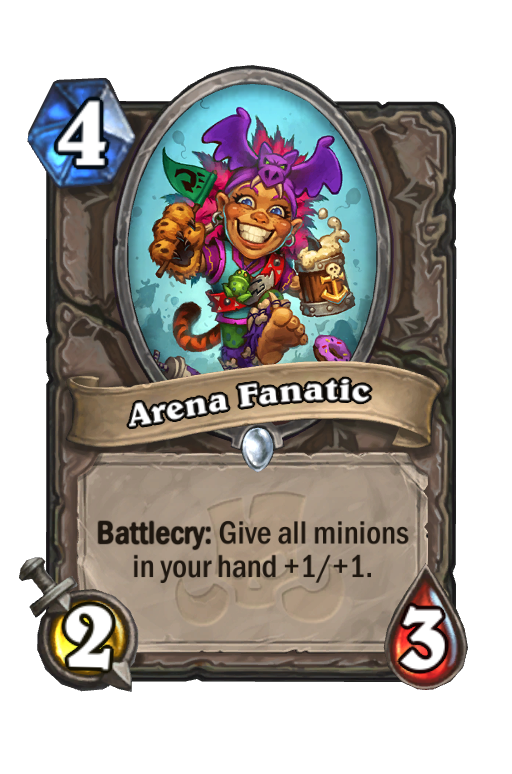 4
Arena Fanatic
Battlecry: Give all minions
in your hand +1/+1.
2
3